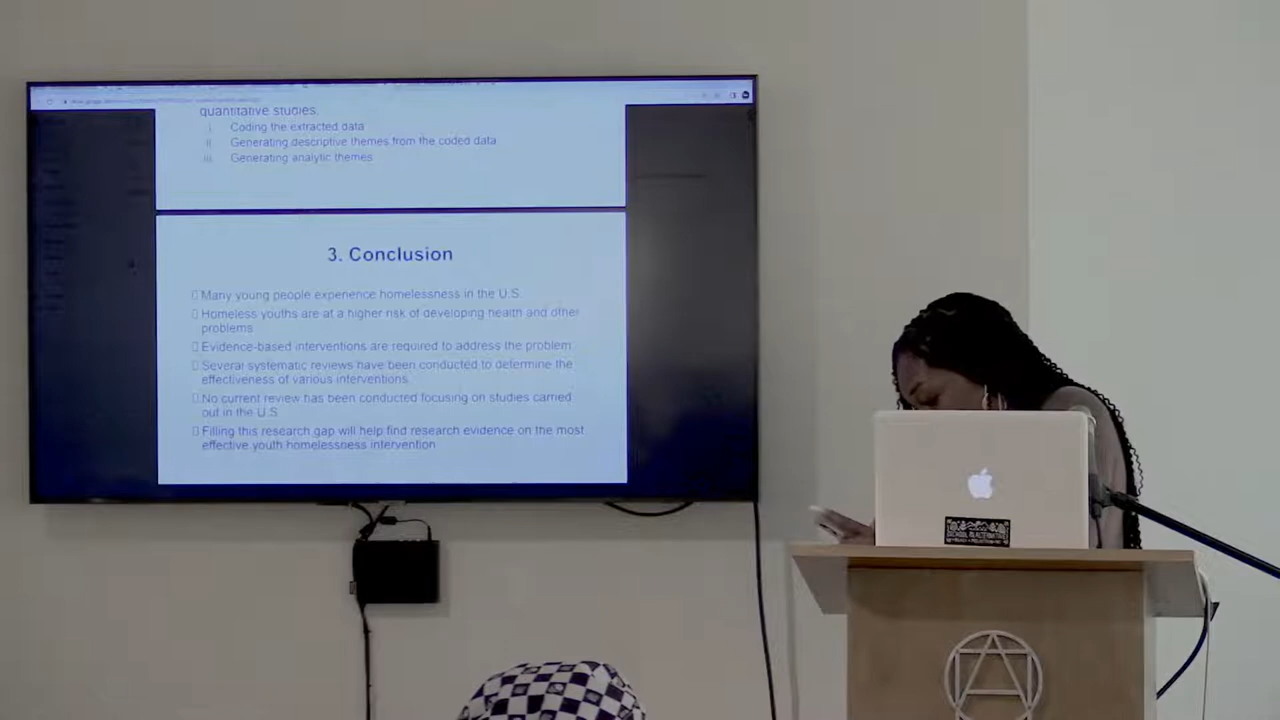 quantitative studies.
i. Coding the extracted data
ii. Generating descriptive themes from the coded data
iii. Generating analytic themes
3. Conclusion
Many young people experience homelessness in the U.S.
Homeless youths are at a higher risk of developing health and other
problems
Evidence-based interventions are required to address the problem
Several systematic reviews have been conducted to determine the
effectiveness of various interventions
No current review has been conducted focusing on studies carried
out in the U.S.
Filling this research gap will help find research evidence on the most
effective youth homelessness intervention